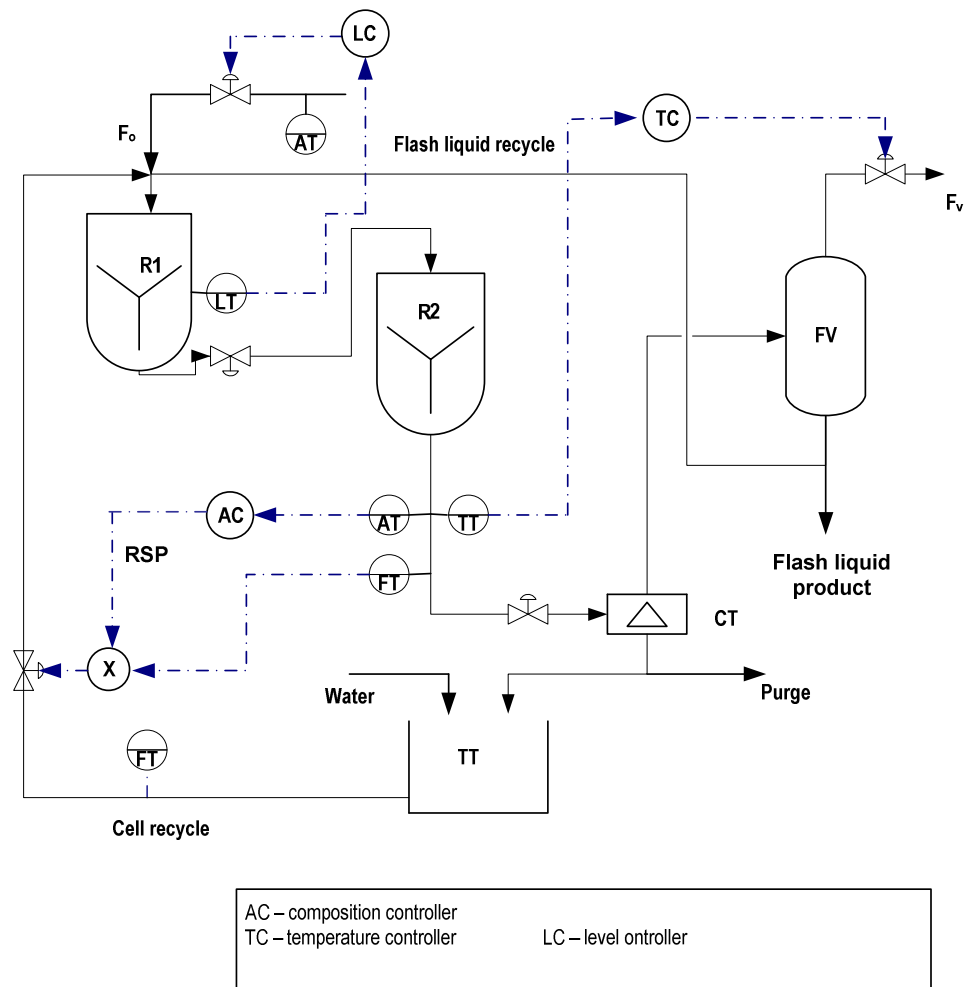 LC
Fₒ
AT
TC
Flash liquid recycle
Fᵥ
R1
LT
R2
FV
AC
AT
TT
RSP
FT
Flash liquid
product
CT
X
Water
Purge
FT
TT
Cell recycle
AC – composition controller
TC – temperature controller LC – level ontroller